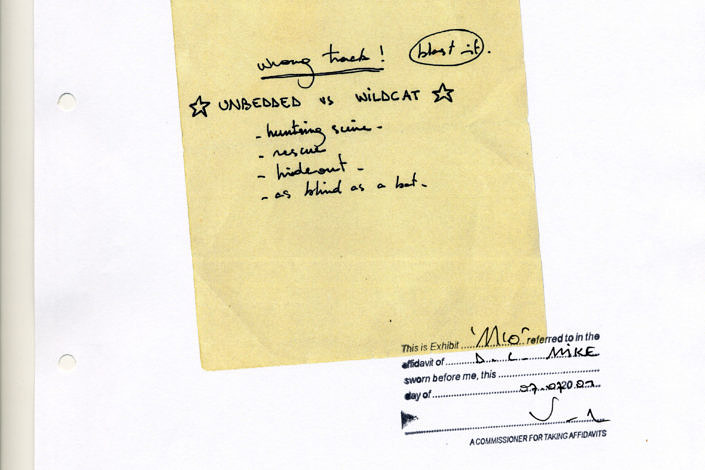 wrong track! blast it.
☆ UNBEDDED vs WILDCAT ☆
- hunting scene -
- rescue
- hideout -
- as blind as a bat -
This is Exhibit "M10" referred to in the
affidavit of D. C. MIKE
sworn before me, this
day of
A COMMISSIONER FOR TAKING AFFIDAVITS